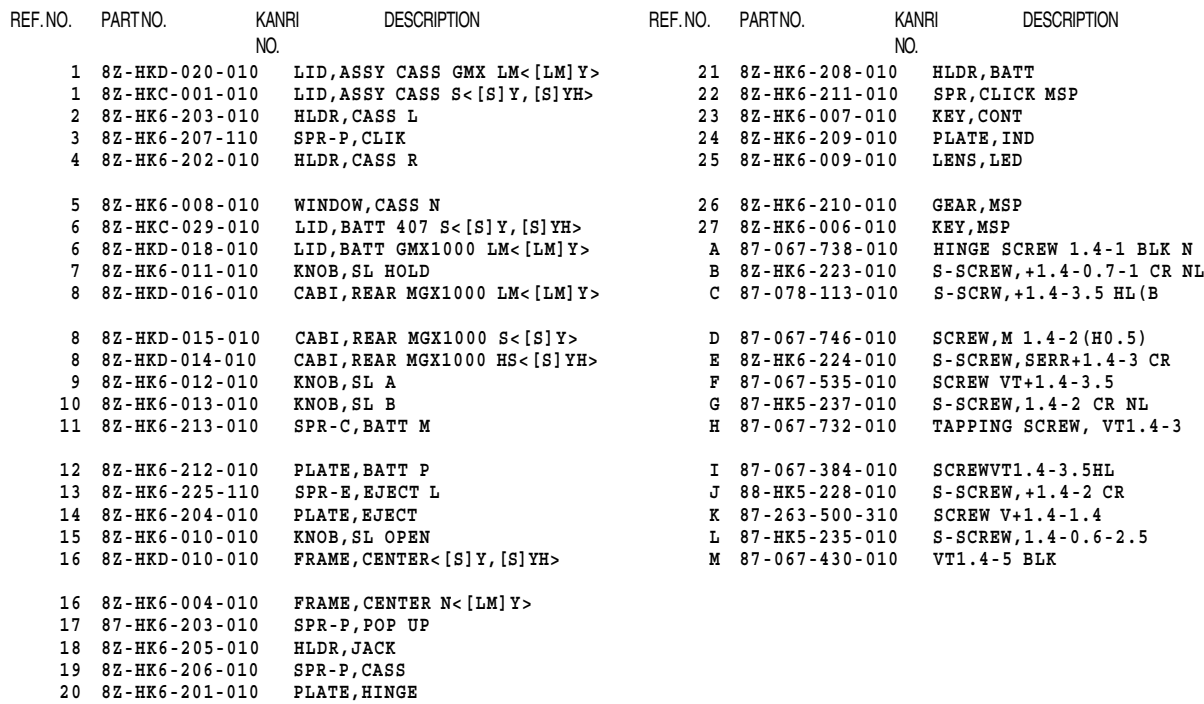 REF.NO. PART NO. KANRI DESCRIPTION
NO.
1 8Z-HKD-020-010 LID,ASSY CASS GMX LM<[LM]Y>
1 8Z-HKC-001-010 LID,ASSY CASS S<[S]Y,[S]YH>
2 8Z-HK6-203-010 HLDR,CASS L
3 8Z-HK6-207-110 SPR-P,CLIK
4 8Z-HK6-202-010 HLDR,CASS R
5 8Z-HK6-008-010 WINDOW,CASS N
6 8Z-HKC-029-010 LID,BATT 407 S<[S]Y,[S]YH>
6 8Z-HKD-018-010 LID,BATT GMX1000 LM<[LM]Y>
7 8Z-HK6-011-010 KNOB,SL HOLD
8 8Z-HKD-016-010 CABI,REAR MGX1000 LM<[LM]Y>
8 8Z-HKD-015-010 CABI,REAR MGX1000 S<[S]Y>
8 8Z-HKD-014-010 CABI,REAR MGX1000 HS<[S]YH>
9 8Z-HK6-012-010 KNOB,SL A
10 8Z-HK6-013-010 KNOB,SL B
11 8Z-HK6-213-010 SPR-C,BATT M
12 8Z-HK6-212-010 PLATE,BATT P
13 8Z-HK6-225-110 SPR-E,EJECT L
14 8Z-HK6-204-010 PLATE,EJECT
15 8Z-HK6-010-010 KNOB,SL OPEN
16 8Z-HKD-010-010 FRAME,CENTER<[S]Y,[S]YH>
16 8Z-HK6-004-010 FRAME,CENTER N<[LM]Y>
17 87-HK6-203-010 SPR-P,POP UP
18 8Z-HK6-205-010 HLDR,JACK
19 8Z-HK6-206-010 SPR-P,CASS
20 8Z-HK6-201-010 PLATE,HINGE
REF.NO. PART NO. KANRI DESCRIPTION
NO.
21 8Z-HK6-208-010 HLDR,BATT
22 8Z-HK6-211-010 SPR,CLICK MSP
23 8Z-HK6-007-010 KEY,CONT
24 8Z-HK6-209-010 PLATE,IND
25 8Z-HK6-009-010 LENS,LED
26 8Z-HK6-210-010 GEAR,MSP
27 8Z-HK6-006-010 KEY,MSP
A 87-067-738-010 HINGE SCREW 1.4-1 BLK N
B 8Z-HK6-223-010 S-SCREW,+1.4-0.7-1 CR NL
C 87-078-113-010 S-SCRW,+1.4-3.5 HL(B
D 87-067-746-010 SCREW,M 1.4-2(H0.5)
E 8Z-HK6-224-010 S-SCREW,SERR+1.4-3 CR
F 87-067-535-010 SCREW VT+1.4-3.5
G 87-HK5-237-010 S-SCREW,1.4-2 CR NL
H 87-067-732-010 TAPPING SCREW, VT1.4-3
I 87-067-384-010 SCREWVT1.4-3.5HL
J 88-HK5-228-010 S-SCREW,+1.4-2 CR
K 87-263-500-310 SCREW V+1.4-1.4
L 87-HK5-235-010 S-SCREW,1.4-0.6-2.5
M 87-067-430-010 VT1.4-5 BLK